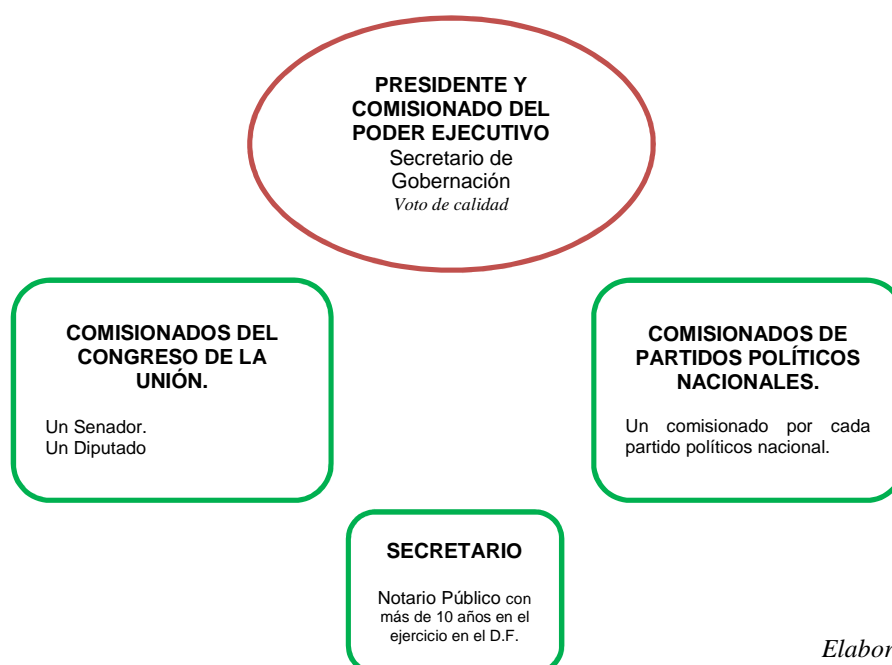 PRESIDENTE Y
COMISIONADO DEL
PODER EJECUTIVO
Secretario de
Gobernación
Voto de calidad
COMISIONADOS DEL
CONGRESO DE LA
UNIÓN.
Un Senador.
Un Diputado
COMISIONADOS DE
PARTIDOS POLÍTICOS
NACIONALES.
Un comisionado por cada
partido políticos nacional.
SECRETARIO
Notario Público con
más de 10 años en el
ejercicio en el D.F.
Elabor